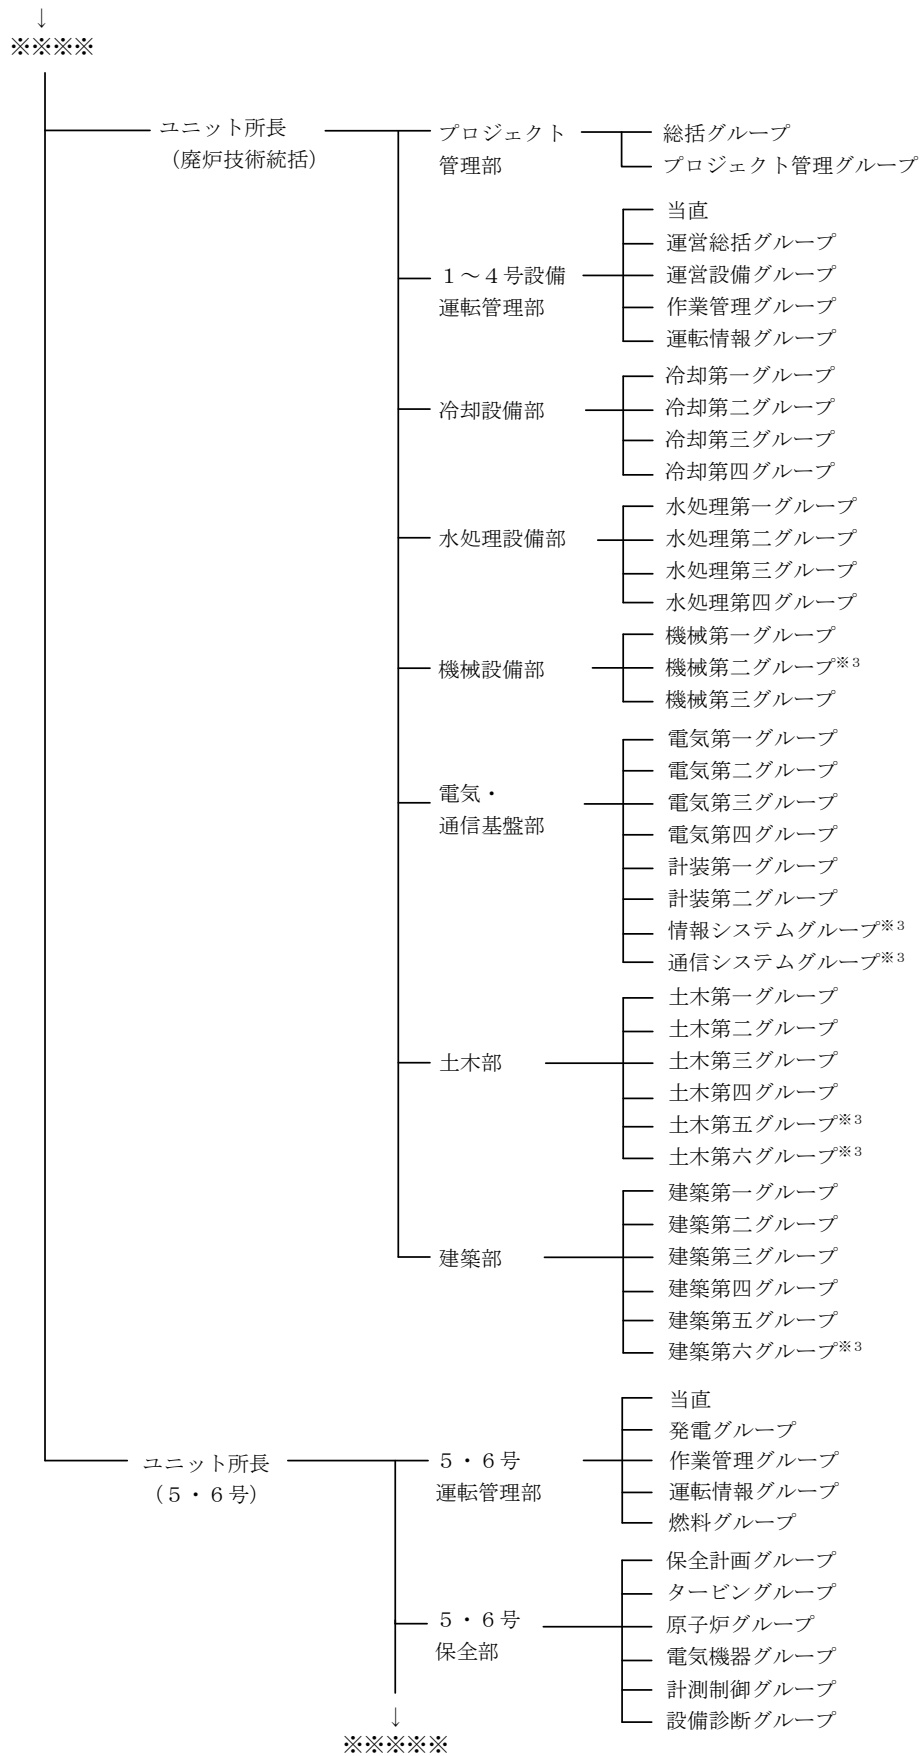 ↓
※※※※
ユニット所長
（廃炉技術統括）
プロジェクト
管理部
総括グループ
プロジェクト管理グループ
１～４号設備
運転管理部
当直
運営総括グループ
運営設備グループ
作業管理グループ
運転情報グループ
冷却設備部
冷却第一グループ
冷却第二グループ
冷却第三グループ
冷却第四グループ
水処理設備部
水処理第一グループ
水処理第二グループ
水処理第三グループ
水処理第四グループ
機械設備部
機械第一グループ
機械第二グループ※3
機械第三グループ
電気・
通信基盤部
電気第一グループ
電気第二グループ
電気第三グループ
電気第四グループ
計装第一グループ
計装第二グループ
情報システムグループ※3
通信システムグループ※3
土木部
土木第一グループ
土木第二グループ
土木第三グループ
土木第四グループ
土木第五グループ※3
土木第六グループ※3
建築部
建築第一グループ
建築第二グループ
建築第三グループ
建築第四グループ
建築第五グループ
建築第六グループ※3
ユニット所長
（５・６号）
５・６号
運転管理部
当直
発電グループ
作業管理グループ
運転情報グループ
燃料グループ
５・６号
保全部
保全計画グループ
タービングループ
原子炉グループ
電気機器グループ
計測制御グループ
設備診断グループ
↓
※※※※※